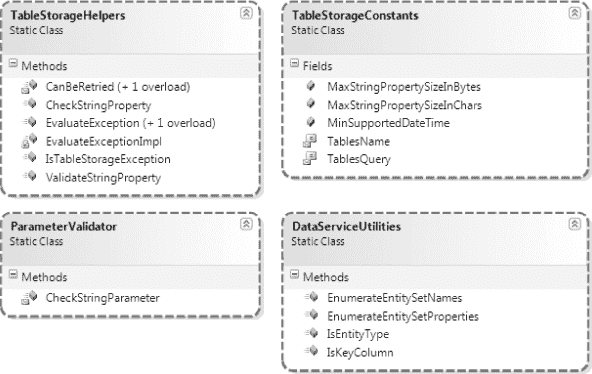 TableStorageHelpers
Static Class
Methods
CanBeRetried (+ 1 overload)
CheckStringProperty
EvaluateException (+ 1 overload)
EvaluateExceptionImpl
IsTableStorageException
ValidateStringProperty
TableStorageConstants
Static Class
Fields
MaxStringPropertySizeInBytes
MaxStringPropertySizeInChars
MinSupportedDateTime
TablesName
TablesQuery
ParameterValidator
Static Class
Methods
CheckStringParameter
DataServiceUtilities
Static Class
Methods
EnumerateEntitySetNames
EnumerateEntitySetProperties
IsEntityType
IsKeyColumn